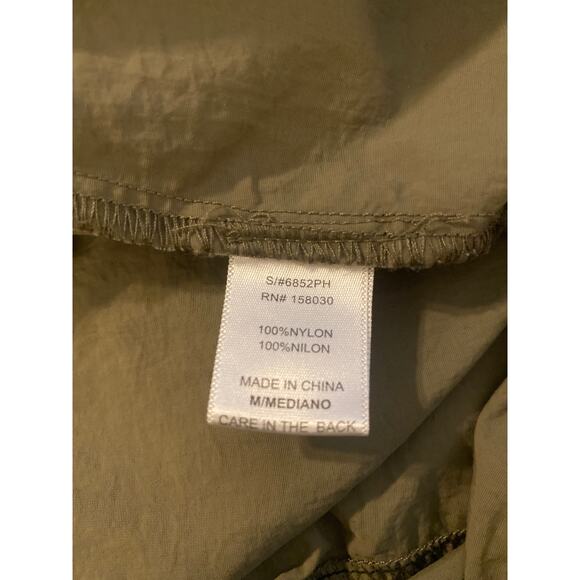 S/#6852PH
RN# 158030
100%NYLON
100%NILON
MADE IN CHINA
M/MEDIANO
CARE IN THE BACK